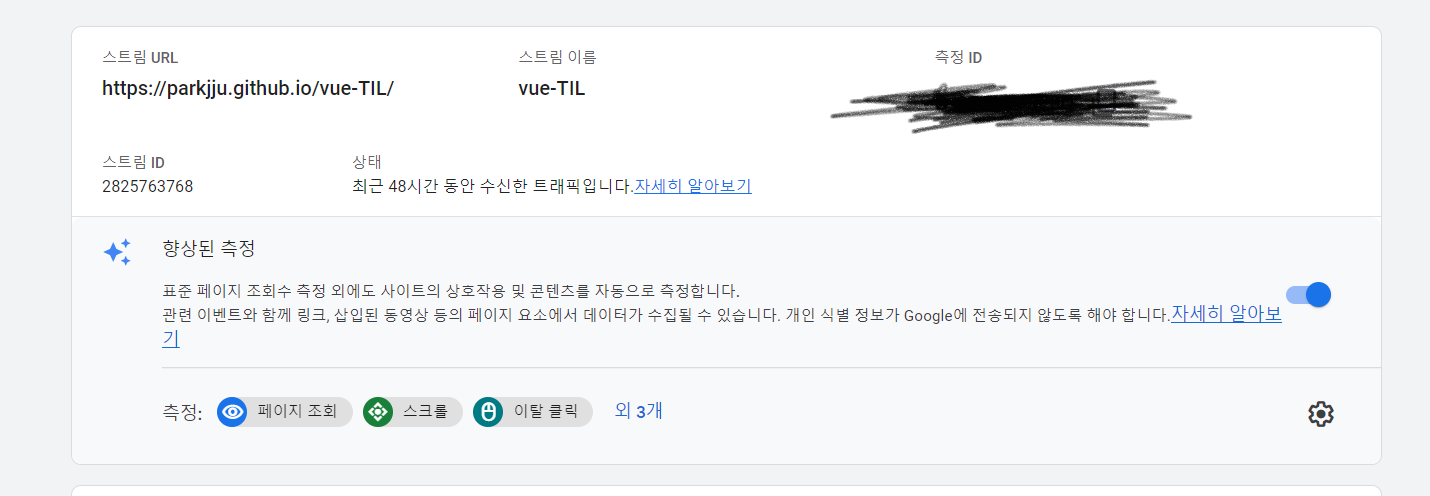 스트림 URL
스트림 이름
측정 ID
https://parkjju.github.io/vue-TIL/
vue-TIL
스트림 ID
상태
2825763768
최근 48시간 동안 수신한 트래픽입니다.자세히 알아보기
향상된 측정
표준 페이지 조회수 측정 외에도 사이트의 상호작용 및 콘텐츠를 자동으로 측정합니다.
관련 이벤트와 함께 링크, 삽입된 동영상 등의 페이지 요소에서 데이터가 수집될 수 있습니다. 개인 식별 정보가 Google에 전송되지 않도록 해야 합니다.자세히 알아보
기
측정: 페이지 조회 스크롤 이탈 클릭 외 3개